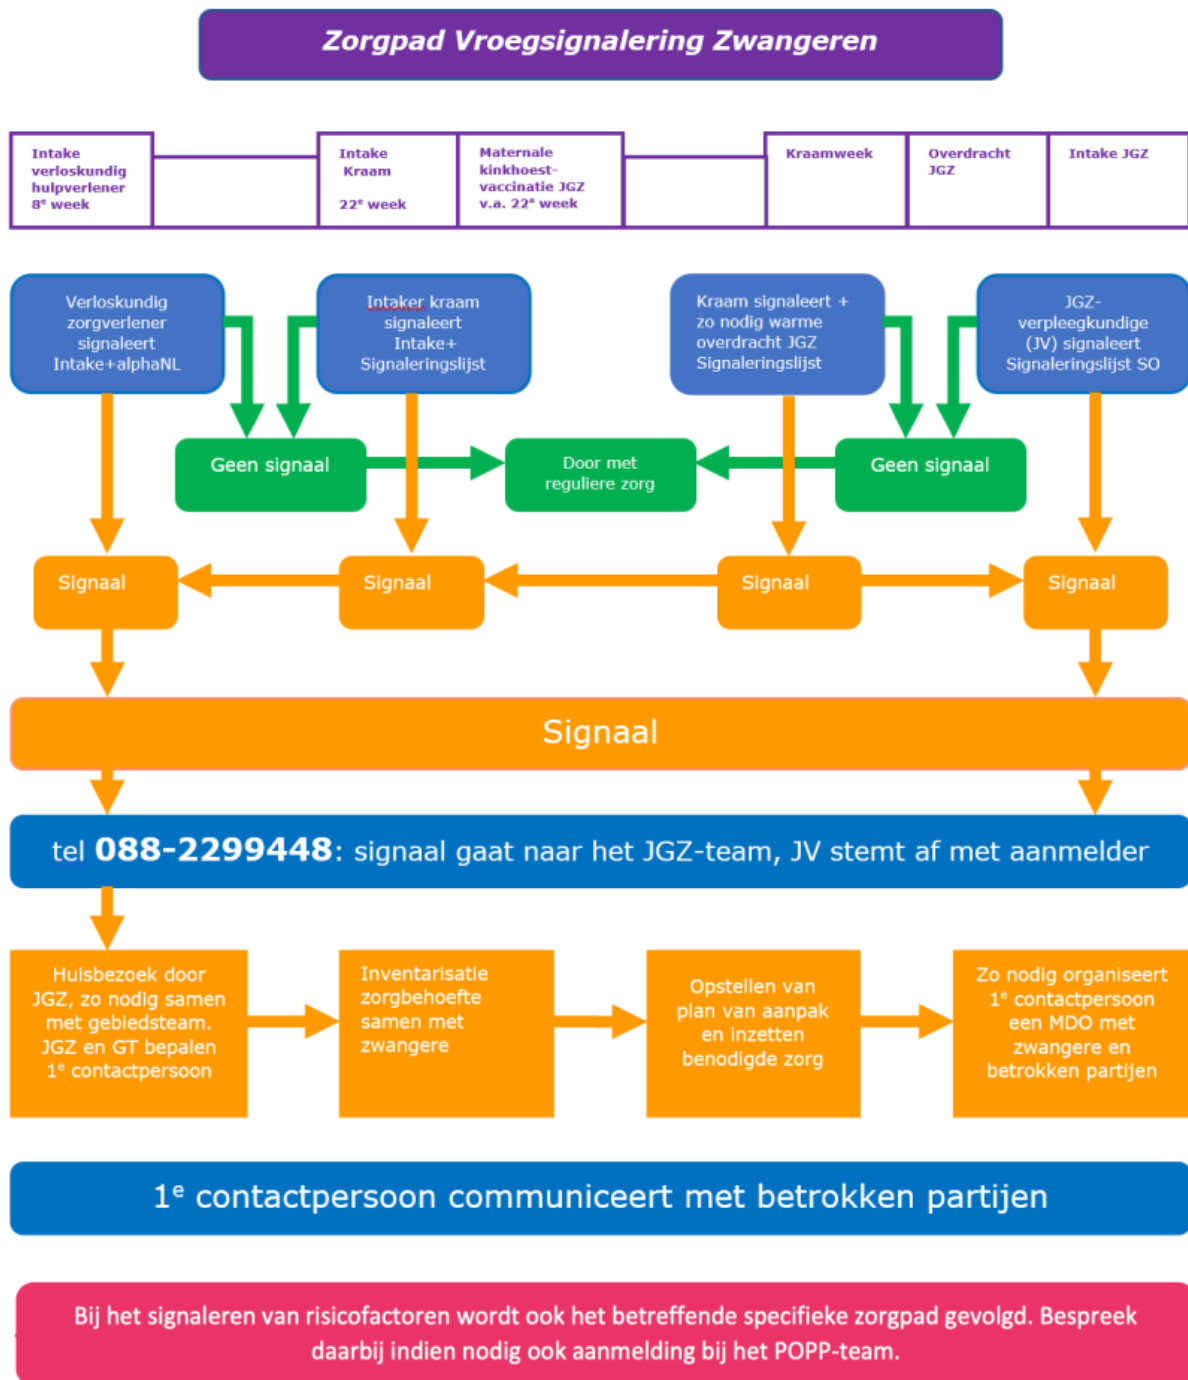 Zorgpad Vroegsignalering Zwangeren
Intake
verloskundig
hulpverlener
8e week
Intake
Kraam
22e week
Maternale
kinkhoest-
vaccinatie JGZ
v.a. 22e week
Kraamweek
Overdracht
JGZ
Intake JGZ
Verloskundig
zorgverlener
signaleert
Intake+alphaNL
Intaker kraam
signaleert
Intake+
Signaleringslijst
Kraam signaleert +
zo nodig warme
overdracht JGZ
Signaleringslijst
JGZ-
verpleegkundige
(JV) signaleert
Signaleringslijst SO
Geen signaal
Door met
reguliere zorg
Geen signaal
Signaal
Signaal
Signaal
Signaal
Signaal
tel 088-2299448: signaal gaat naar het JGZ-team, JV stemt af met aanmelder
Huisbezoek door
JGZ, zo nodig samen
met gebiedsteam.
JGZ en GT bepalen
1e contactpersoon
Inventarisatie
zorgbehoefte
samen met
zwangere
Opstellen van
plan van aanpak
en inzetten
benodigde zorg
Zo nodig organiseert
1e contactpersoon
een MDO met
zwangere en
betrokken partijen
1e contactpersoon communiceert met betrokken partijen
Bij het signaleren van risicofactoren wordt ook het betreffende specifieke zorgpad gevolgd. Bespreek
daarbij indien nodig ook aanmelding bij het POPP-team.